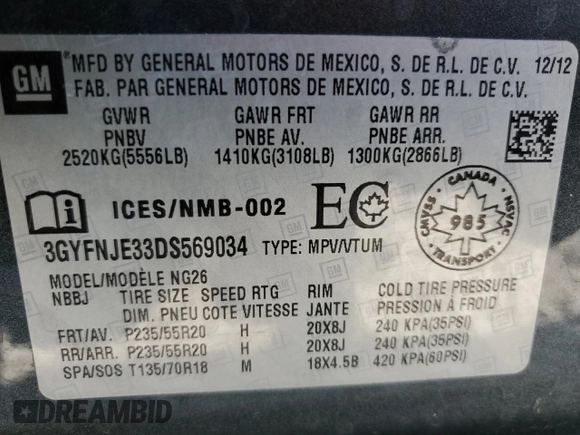 GM
*MFD BY GENERAL MOTORS DE MEXICO, S. DE R.L. DE C.V. 12/12
FAB. PAR GENERAL MOTORS DE MEXICO, S. DE R.L. DE C.V.
GVWR GAWR FRT GAWR RR
PNBV PNBE AV. PNBE ARR.
2520KG(5556LB) 1410KG(3108LB) 1300KG(2866LB)
ICES/NMB-002 EC
CANADA
CMVSS NSVAC
985
TRANSPORT
3GYFNJE33DS569034 TYPE: MPV/VTUM
MODEL/MODÈLE NG26
NBBJ TIRE SIZE SPEED RTG RIM COLD TIRE PRESSURE
DIM. PNEU COTE VITESSE JANTE PRESSION À FROID
FRT/AV. P235/55R20 H 20X8J 240 KPA(35PSI)
RR/ARR. P235/55R20 H 20X8J 240 KPA(35PSI)
SPA/SOS T135/70R18 M 18X4.5B 420 KPA(60PSI)
DREAMBID